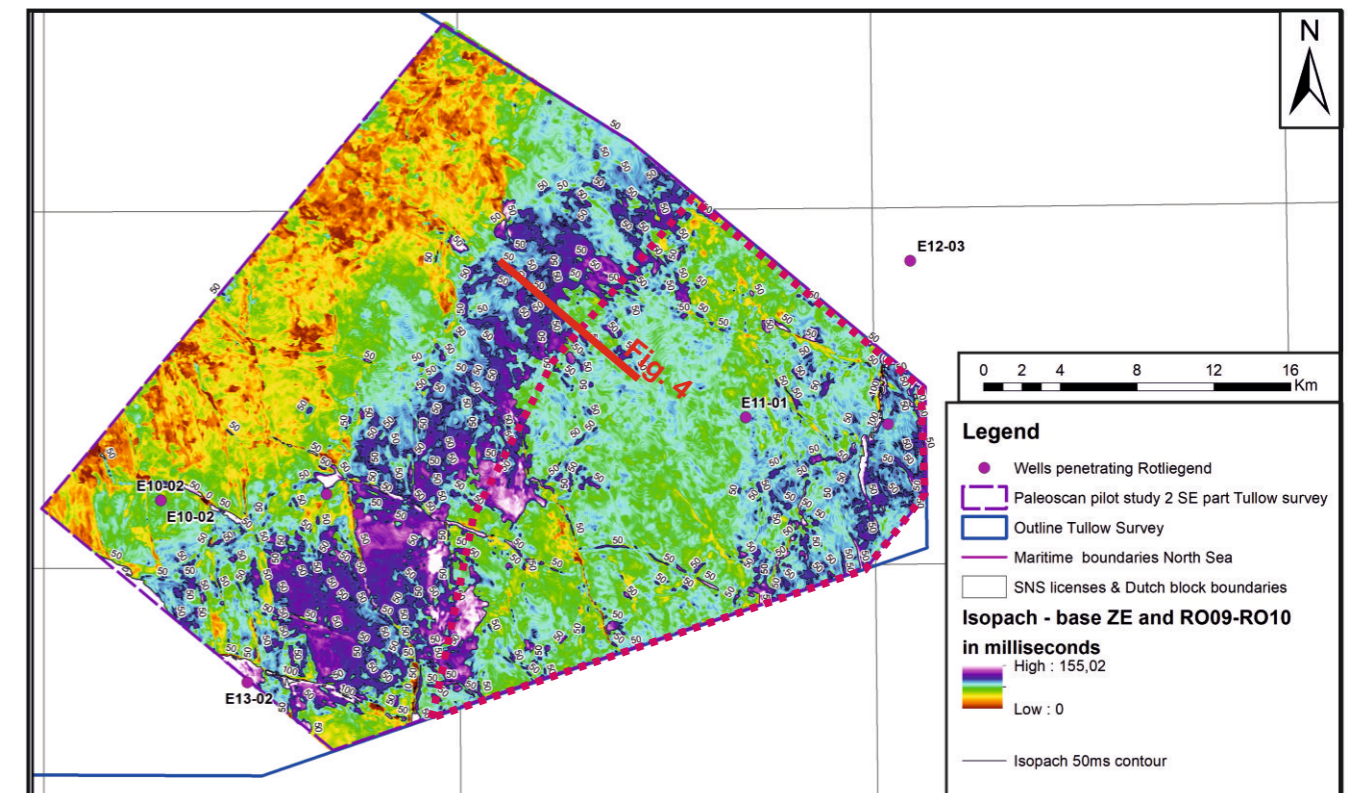 N
E12-03
0 2 4 8 12 16
Km
Fig. 4
E11-01
E10-02
E10-02
E13-02
50
100
Legend
Wells penetrating Rotliegend
Paleoscan pilot study 2 SE part Tullow survey
Outline Tullow Survey
Maritime boundaries North Sea
SNS licenses & Dutch block boundaries
Isopach - base ZE and RO09-RO10
in milliseconds
High : 155,02
Low : 0
Isopach 50ms contour